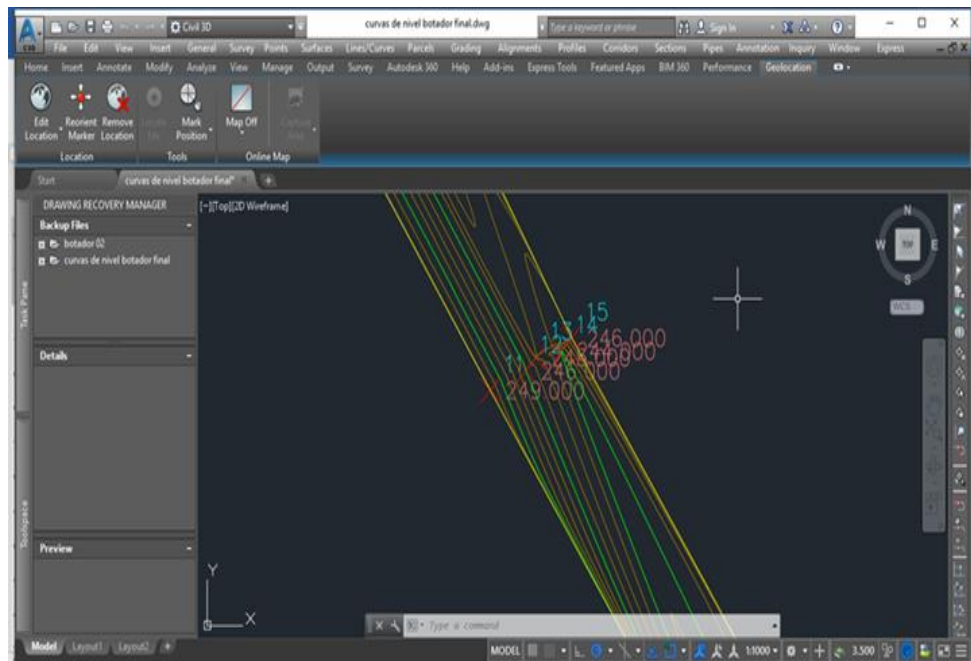 Civil 3D curvas de nivel botador final.dwg Type a keyword or phrase Sign In
File Edit View Insert General Survey Points Surfaces Lines/Curves Parcels Grading Alignments Profiles Corridors Sections Pipes Annotation Inquiry Window Express
Home Insert Annotate Modify Analyze View Manage Output Survey Autodesk 360 Help Add-ins Express Tools Featured Apps BIM 360 Performance Geolocation
Edit Location Reorient Marker Remove Location Mark Position Map Off
Location Tools Online Map
Start curvas de nivel botador final*
DRAWING RECOVERY MANAGER
[-][Top][2D Wireframe]
Backup Files
botador 02
curvas de nivel botador final
N
W TOP E
S
WCS
Task Pane
15
13 14
246.000
Details
11
246.000
249.000
Toolspace
Preview
Y
X
Type a command
Model Layout1 Layout2 +
MODEL 1:1000 3.500